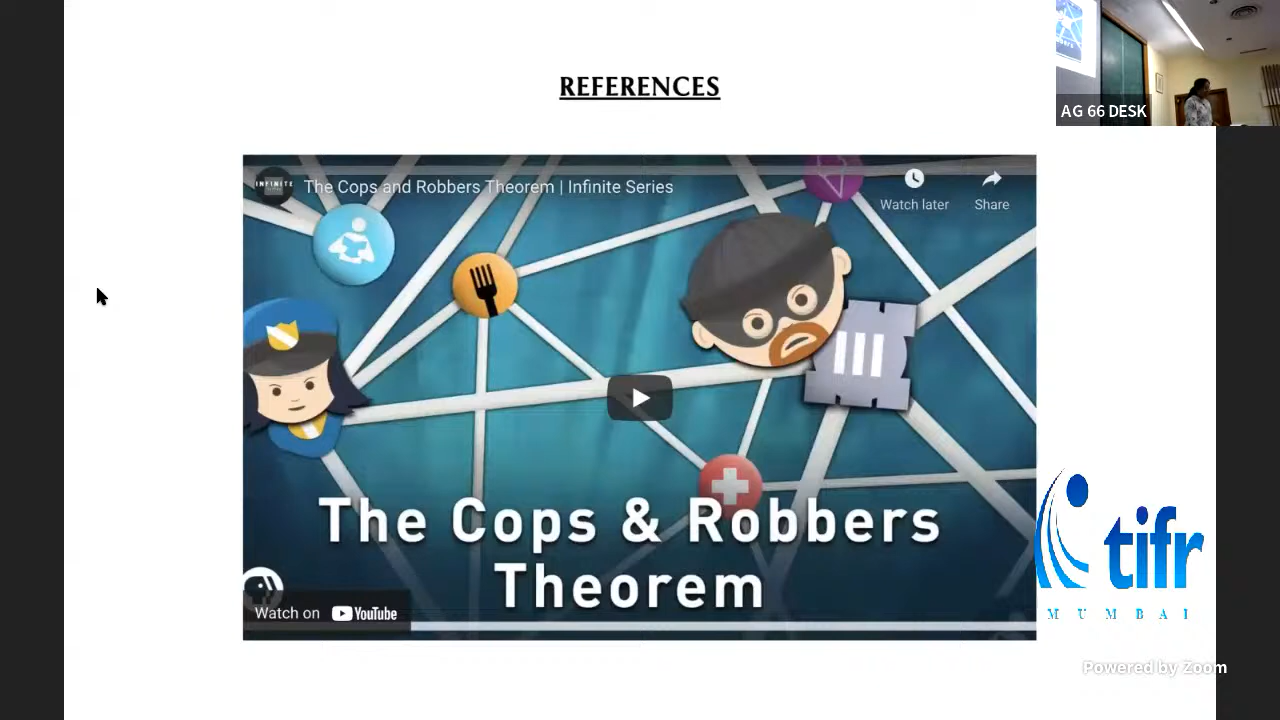 REFERENCES
AG 66 DESK
INFINITE
The Cops and Robbers Theorem | Infinite Series
Watch later
Share
The Cops & Robbers
Theorem
Watch on YouTube
tifr
MUMBAI
Powered by Zoom